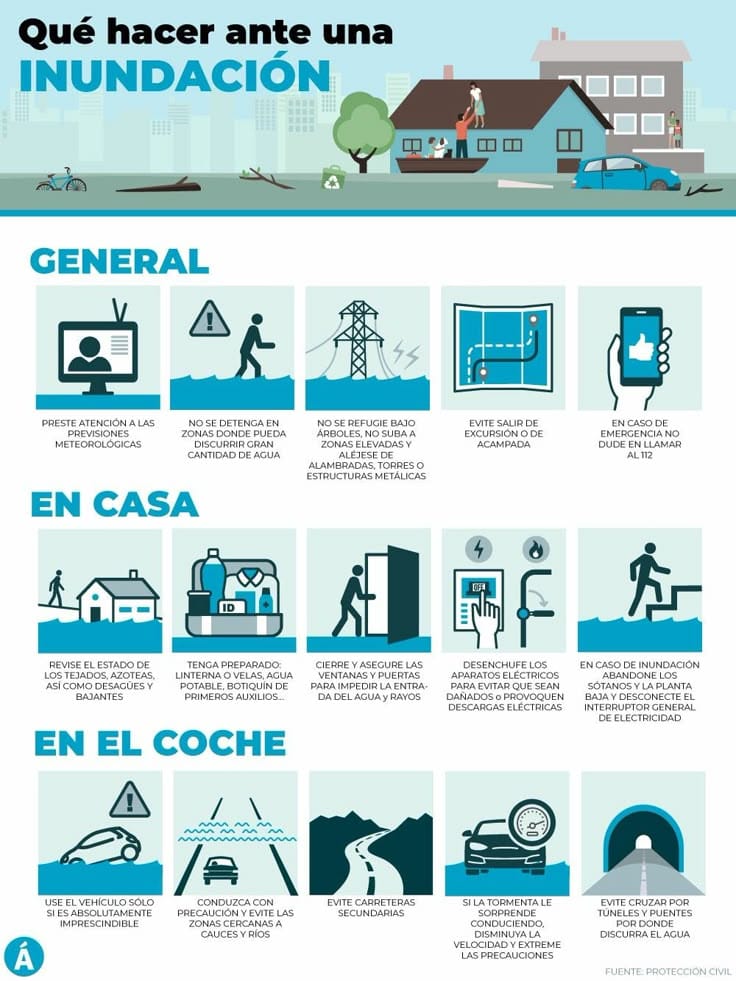 Qué hacer ante una
INUNDACIÓN
GENERAL
PRESTE ATENCIÓN A LAS
PREVISIONES
METEOROLÓGICAS
NO SE DETENGA EN
ZONAS DONDE PUEDA
DISCURRIR GRAN
CANTIDAD DE AGUA
NO SE REFUGIE BAJO
ÁRBOLES, NO SUBA A
ZONAS ELEVADAS Y
ALÉJESE DE
ALAMBRADAS, TORRES O
ESTRUCTURAS METÁLICAS
EVITE SALIR DE
EXCURSIÓN O DE
ACAMPADA
EN CASO DE
EMERGENCIA NO
DUDE EN LLAMAR
AL 112
EN CASA
ID
OFF
REVISE EL ESTADO DE
LOS TEJADOS, AZOTEAS,
ASÍ COMO DESAGÜES Y
BAJANTES
TENGA PREPARADO:
LINTERNA O VELAS, AGUA
POTABLE, BOTIQUÍN DE
PRIMEROS AUXILIOS...
CIERRE Y ASEGURE LAS
VENTANAS Y PUERTAS
PARA IMPEDIR LA ENTRA-
DA DEL AGUA y RAYOS
DESENCHUFE LOS
APARATOS ELÉCTRICOS
PARA EVITAR QUE SEAN
DAÑADOS o PROVOQUEN
DESCARGAS ELÉCTRICAS
EN CASO DE INUNDACIÓN
ABANDONE LOS
SÓTANOS Y LA PLANTA
BAJA Y DESCONECTE EL
INTERRUPTOR GENERAL
DE ELECTRICIDAD
EN EL COCHE
USE EL VEHÍCULO SÓLO
SI ES ABSOLUTAMENTE
IMPRESCINDIBLE
CONDUZCA CON
PRECAUCIÓN Y EVITE LAS
ZONAS CERCANAS A
CAUCES Y RÍOS
EVITE CARRETERAS
SECUNDARIAS
SI LA TORMENTA LE
SORPRENDE
CONDUCIENDO,
DISMINUYA LA
VELOCIDAD Y EXTREME
LAS PRECAUCIONES
EVITE CRUZAR POR
TÚNELES Y PUENTES
POR DONDE
DISCURRA EL AGUA
Á
FUENTE: PROTECCIÓN CIVIL